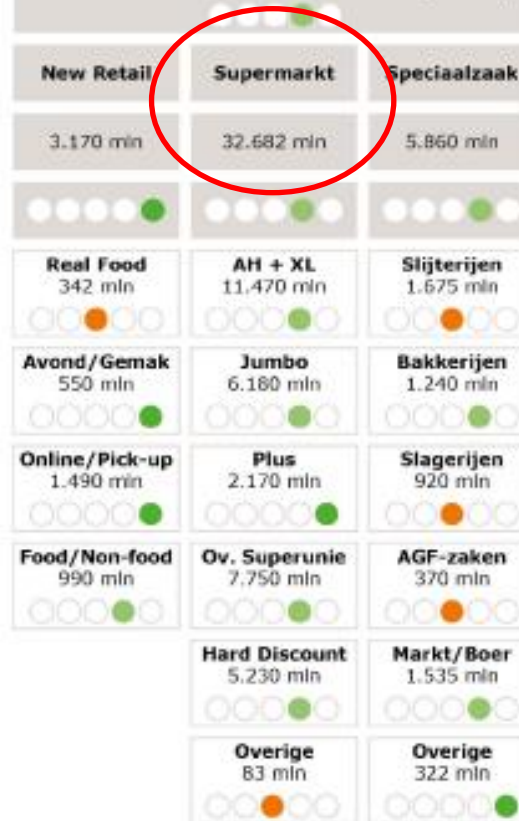 New Retail
Supermarkt
Speciaalzaak
3.170 mln
32.682 mln
5.860 mln
Real Food
342 mln
AH + XL
11.470 mln
Slijterijen
1.675 mln
Avond/Gemak
550 mln
Jumbo
6.180 mln
Bakkerijen
1.240 mln
Online/Pick-up
1.490 mln
Plus
2.170 mln
Slagerijen
920 mln
Food/Non-food
990 mln
Ov. Superunie
7.750 mln
AGF-zaken
370 mln
Hard Discount
5.230 mln
Markt/Boer
1.535 mln
Overige
83 mln
Overige
322 mln